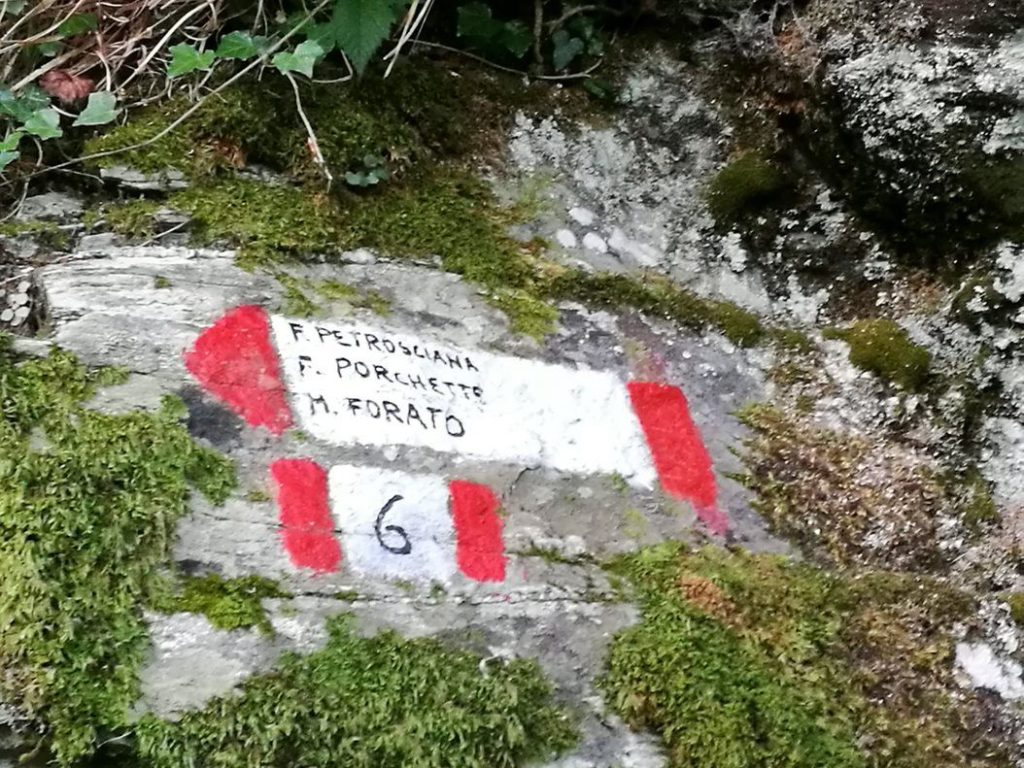 F. PETROSCIANA
F. PORCHETTO
M. FORATO
6